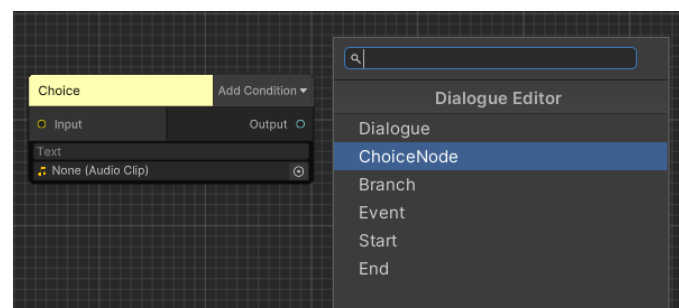 Choice
Add Condition
Input
Output
Text
None (Audio Clip)
Dialogue Editor
Dialogue
ChoiceNode
Branch
Event
Start
End